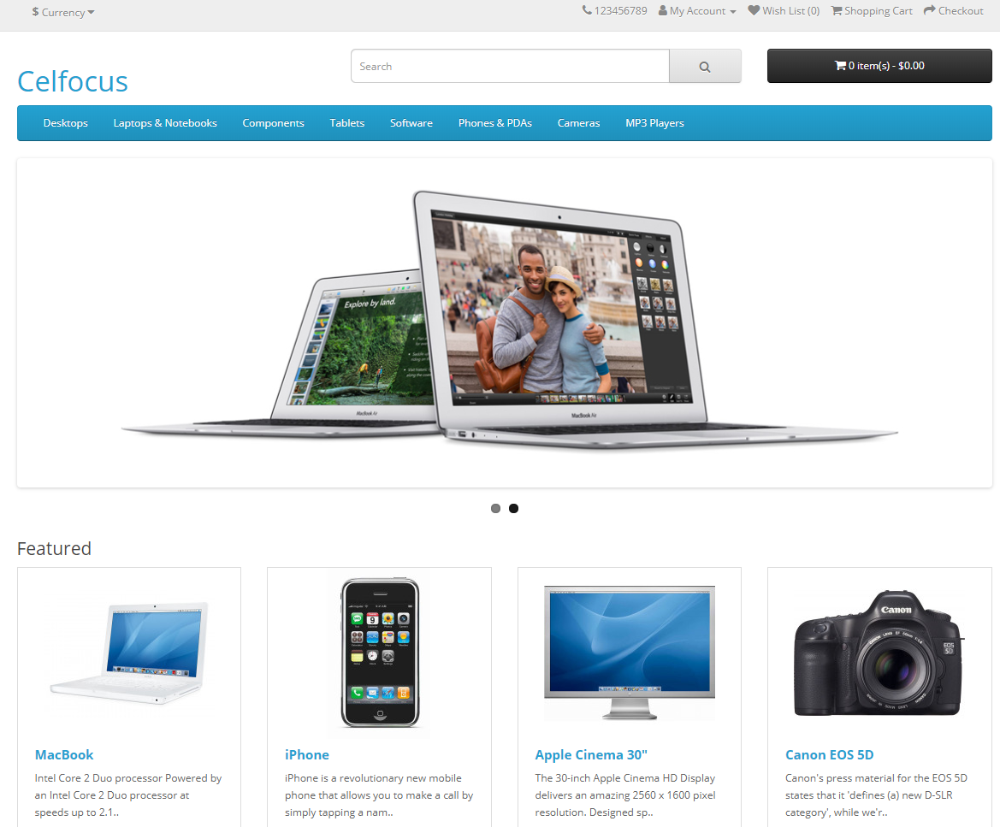 $ Currency
123456789 My Account Wish List (0) Shopping Cart Checkout
Celfocus
Search
0 item(s) - $0.00
Desktops Laptops & Notebooks Components Tablets Software Phones & PDAs Cameras MP3 Players
Explore by land.
MacBook Air
MacBook Air
Featured
Canon
EOS
5D
MacBook
Intel Core 2 Duo processor Powered by
an Intel Core 2 Duo processor at
speeds up to 2.1..
iPhone
iPhone is a revolutionary new mobile
phone that allows you to make a call by
simply tapping a nam..
Apple Cinema 30"
The 30-inch Apple Cinema HD Display
delivers an amazing 2560 x 1600 pixel
resolution. Designed sp..
Canon EOS 5D
Canon's press material for the EOS 5D
states that it 'defines (a) new D-SLR
category', while we'r..